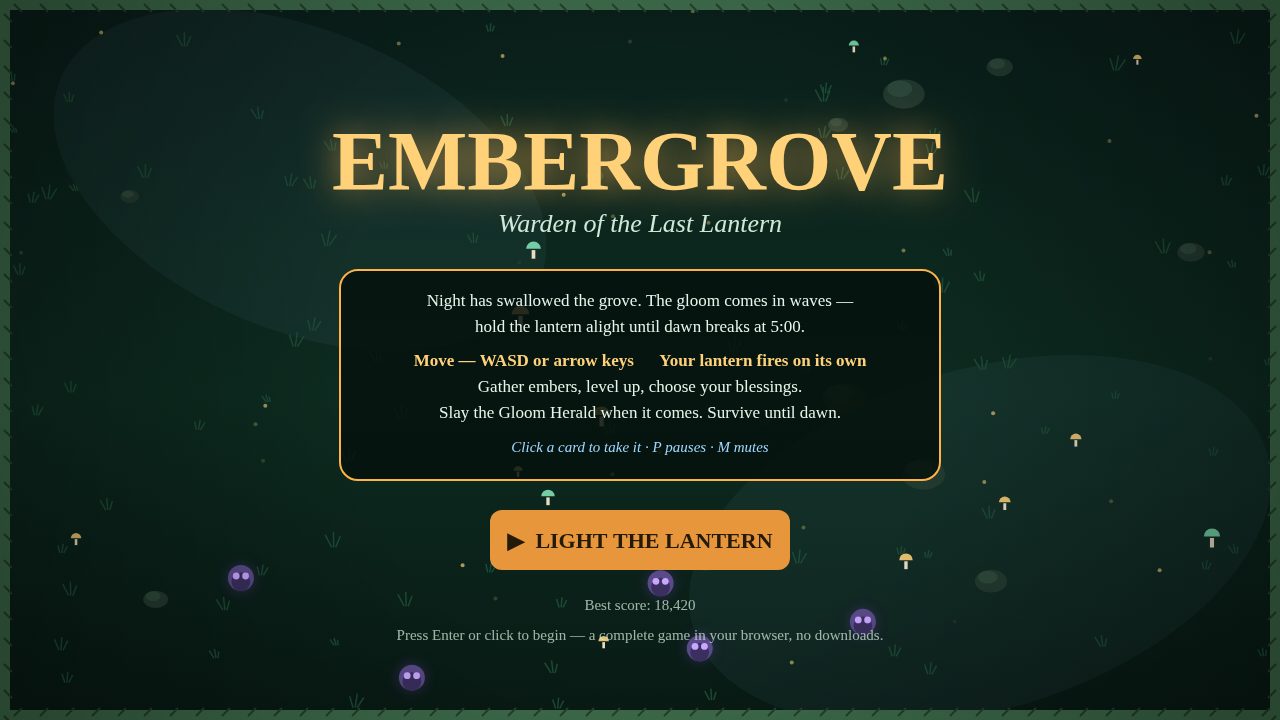 EMBERGROVE
Warden of the Last Lantern
Night has swallowed the grove. The gloom comes in waves —
hold the lantern alight until dawn breaks at 5:00.
Move — WASD or arrow keys Your lantern fires on its own
Gather embers, level up, choose your blessings.
Slay the Gloom Herald when it comes. Survive until dawn.
Click a card to take it · P pauses · M mutes
▶ LIGHT THE LANTERN
Best score: 18,420
Press Enter or click to begin — a complete game in your browser, no downloads.